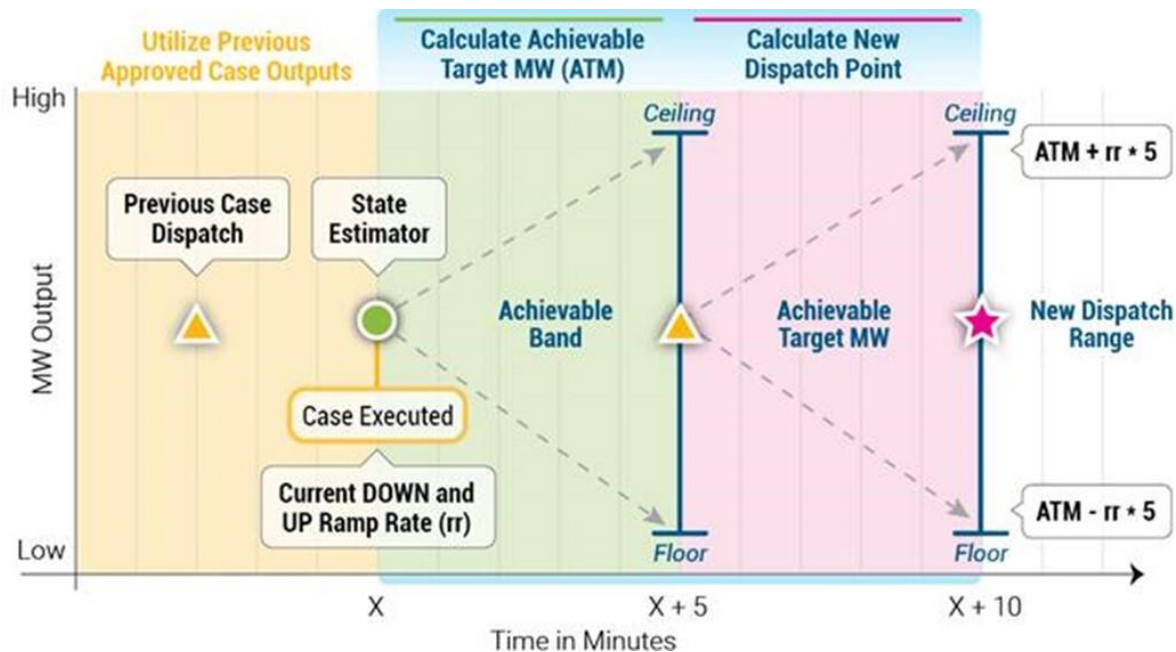 Utilize Previous
Approved Case Outputs
Calculate Achievable
Target MW (ATM)
Calculate New
Dispatch Point
High
Ceiling
Ceiling
ATM + rr * 5
Previous Case
Dispatch
State
Estimator
MW Output
Achievable
Band
Achievable
Target MW
New Dispatch
Range
Case Executed
Current DOWN and
UP Ramp Rate (rr)
ATM - rr * 5
Low
Floor
Floor
X
X + 5
X + 10
Time in Minutes